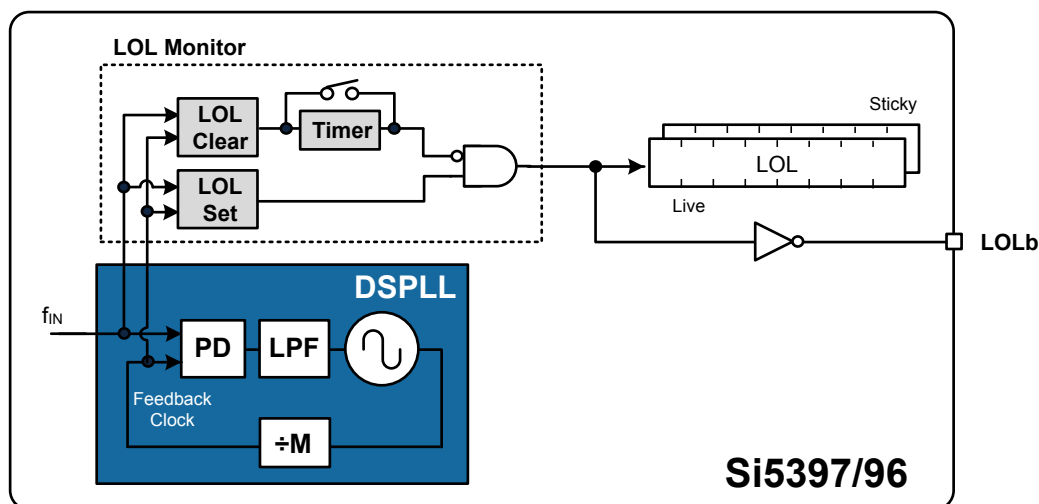 LOL Monitor
LOL
Clear
Timer
LOL
Set
Sticky
LOL
Live
LOLb
DSPLL
fIN
PD
LPF
Feedback
Clock
÷M
Si5397/96